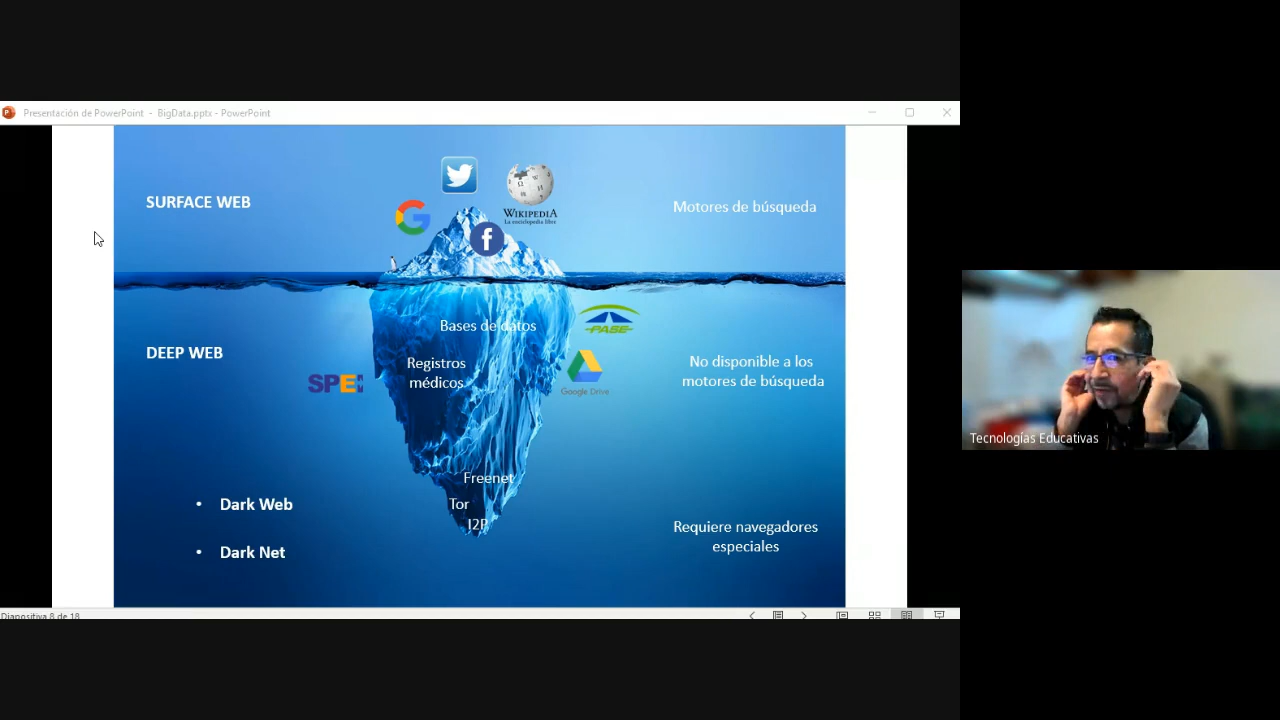 Presentación de PowerPoint - BigData.pptx - PowerPoint
SURFACE WEB
WIKIPEDIA
La enciclopedia libre
Motores de búsqueda
Bases de datos
PASE
DEEP WEB
Registros
médicos
SPEI
Google Drive
No disponible a los
motores de búsqueda
Freenet
Tor
I2P
• Dark Web
• Dark Net
Requiere navegadores
especiales
Diapositiva 8 de 18
Tecnologías Educativas